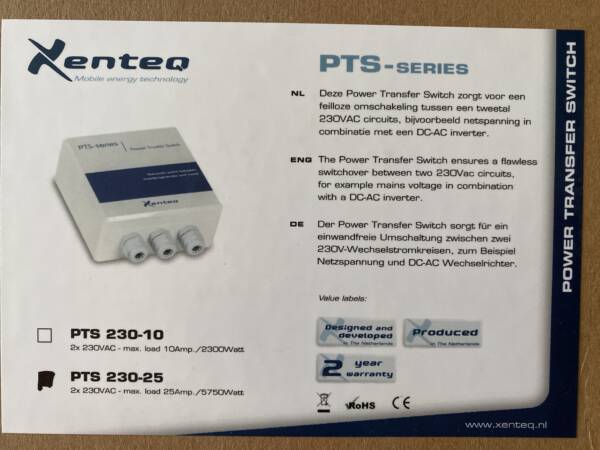 Xenteq
Mobile energy technology
PTS-SERIES
NL Deze Power Transfer Switch zorgt voor een
feilloze omschakeling tussen een tweetal
230VAC circuits, bijvoorbeeld netspanning in
combinatie met een DC-AC inverter.
ENG The Power Transfer Switch ensures a flawless
switchover between two 230Vac circuits,
for example mains voltage in combination
with a DC-AC inverter.
DE Der Power Transfer Switch sorgt für ein
einwandfreie Umschaltung zwischen zwei
230V-Wechselstromkreisen, zum Beispiel
Netzspannung und DC-AC Wechselrichter.
PTS-series Power Transfer Switch
Xenteq
PTS 230-10
2x 230VAC - max. load 10Amp./2300Watt
PTS 230-25
2x 230VAC - max. load 25Amp./5750Watt
Value labels:
Designed and
developed
in The Netherlands
Produced
in The Netherlands
2 year
warranty
RoHS CE
www.xenteq.nl
POWER TRANSFER SWITCH